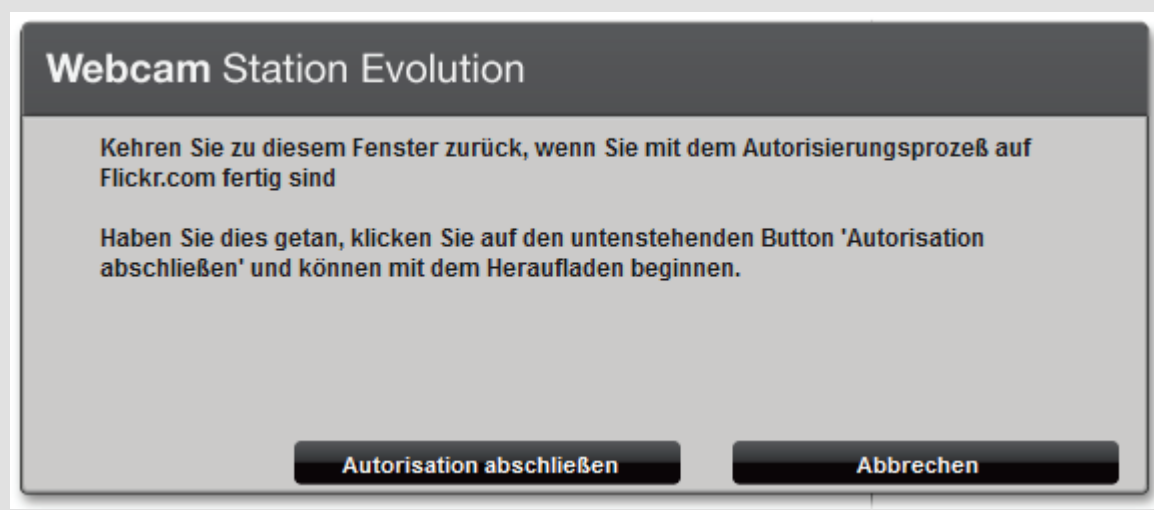 Webcam Station Evolution
Kehren Sie zu diesem Fenster zurück, wenn Sie mit dem Autorisierungsprozeß auf
Flickr.com fertig sind
Haben Sie dies getan, klicken Sie auf den untenstehenden Button 'Autorisation
abschließen' und können mit dem Heraufladen beginnen.
Autorisation abschließen
Abbrechen